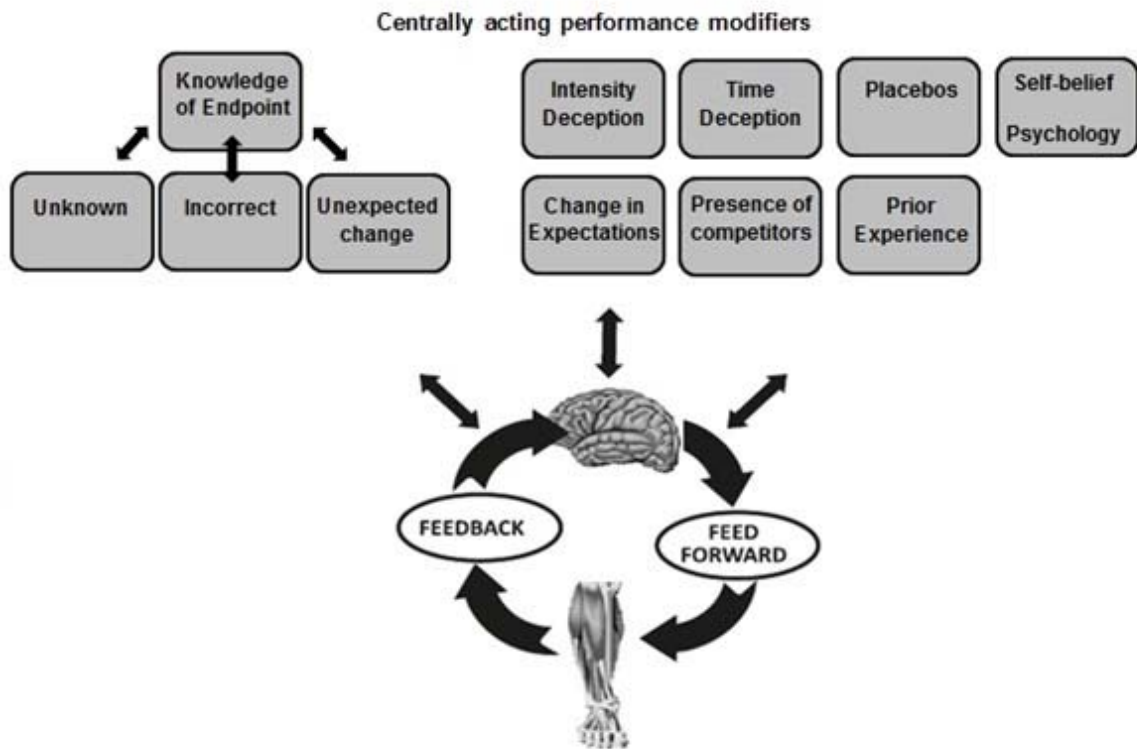 Centrally acting performance modifiers
Knowledge
of Endpoint
Unknown
Incorrect
Unexpected
change
Intensity
Deception
Time
Deception
Placebos
Self-belief
Psychology
Change in
Expectations
Presence of
competitors
Prior
Experience
FEEDBACK
FEED
FORWARD